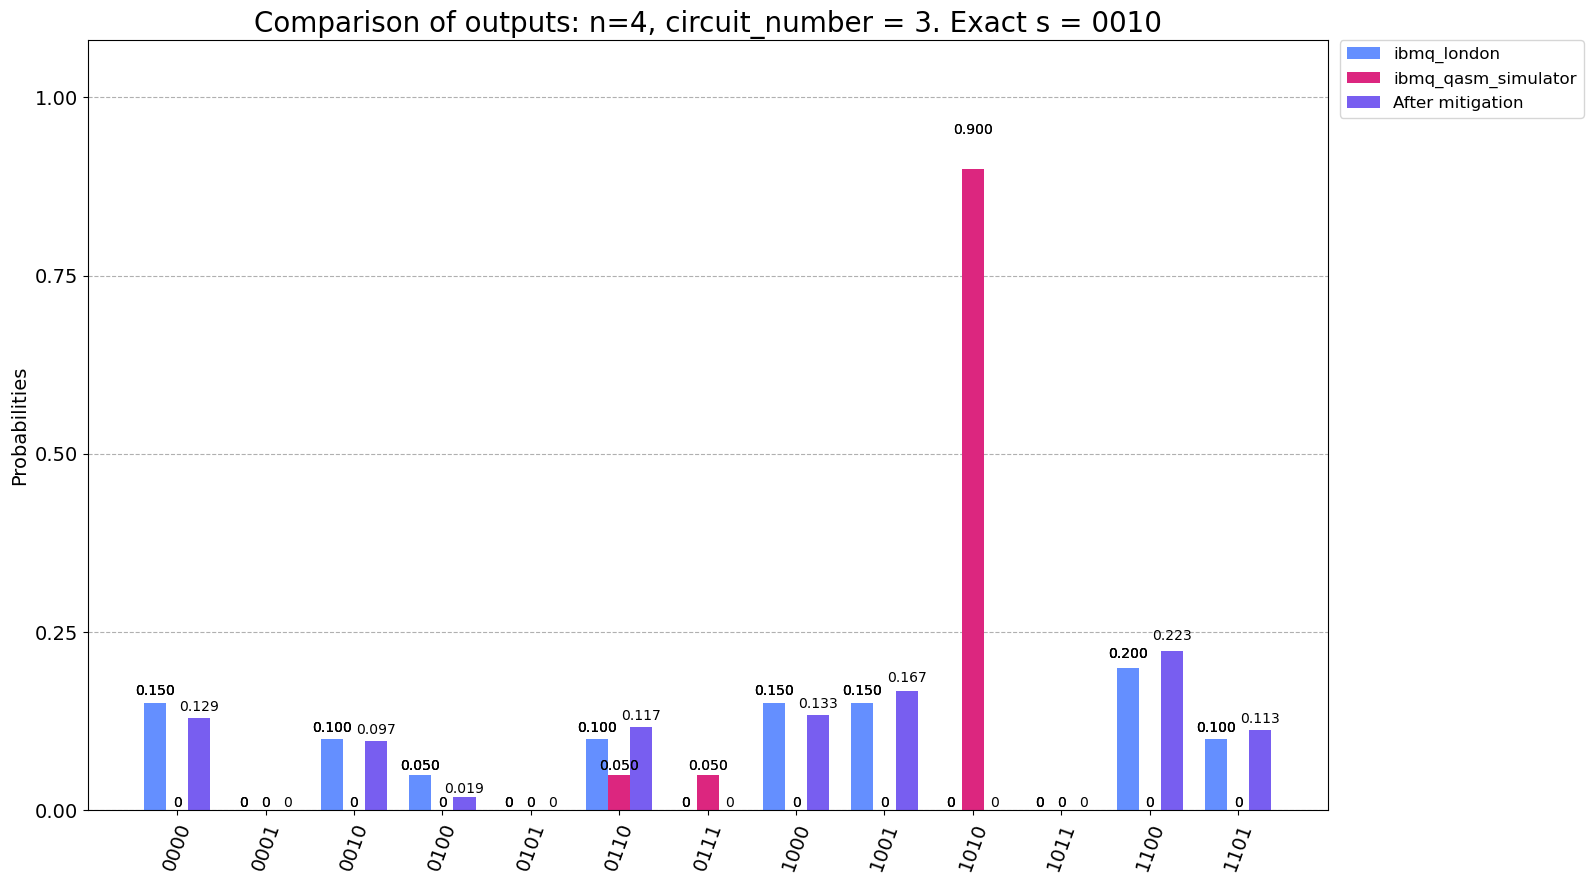 Comparison of outputs: n=4, circuit_number = 3. Exact s = 0010
ibmq_london
ibmq_qasm_simulator
After mitigation
Probabilities
1.00
0.75
0.50
0.25
0.00
0.150 0 0.129
0 0 0
0.100 0 0.097
0.050 0 0.019
0 0 0
0.100 0.050 0.117
0 0.050 0
0.150 0 0.133
0.150 0 0.167
0 0.900 0
0 0 0
0.200 0 0.223
0.100 0 0.113
0000
0001
0010
0100
0101
0110
0111
1000
1001
1010
1011
1100
1101